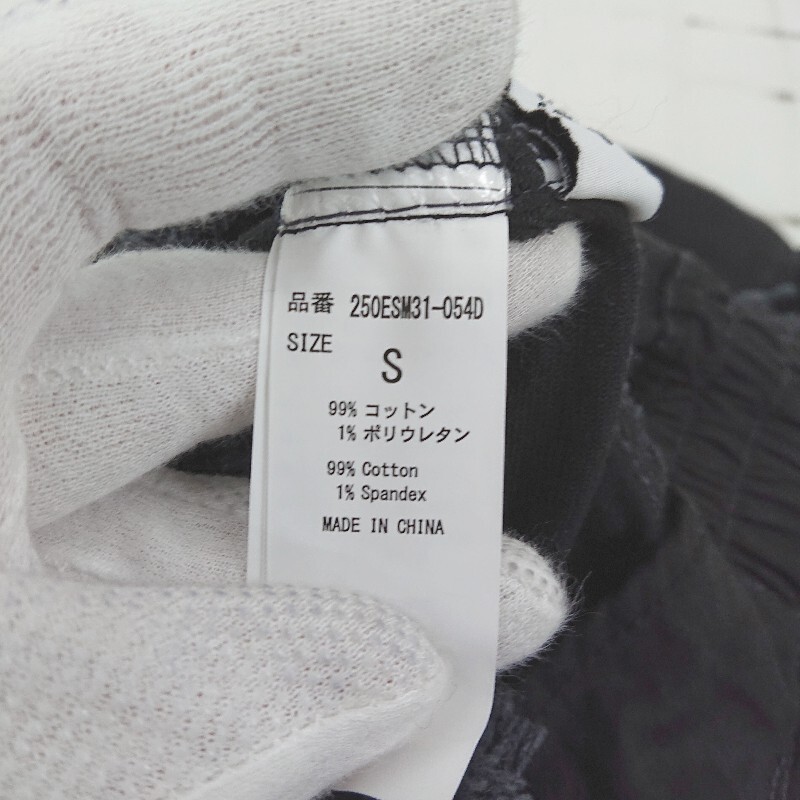 品番 250ESM31-054D
SIZE S
99% コットン
1% ポリウレタン
99% Cotton
1% Spandex
MADE IN CHINA